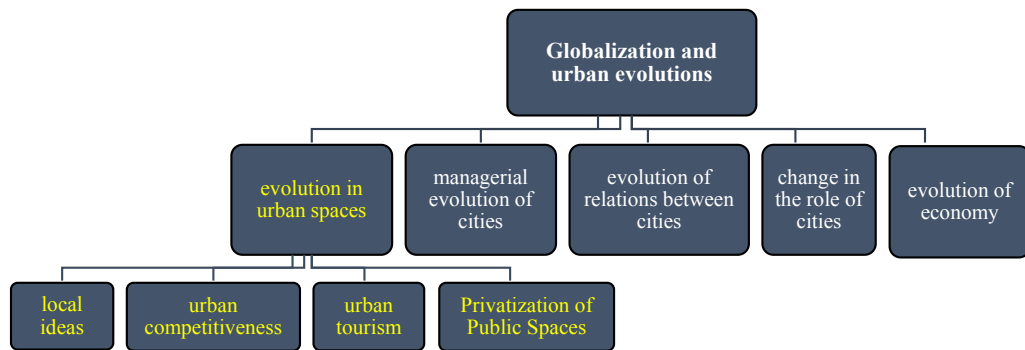 Globalization and
urban evolutions
evolution in
urban spaces
managerial
evolution of
cities
evolution of
relations between
cities
change in
the role of
cities
evolution of
economy
local
ideas
urban
competitiveness
urban
tourism
Privatization of
Public Spaces